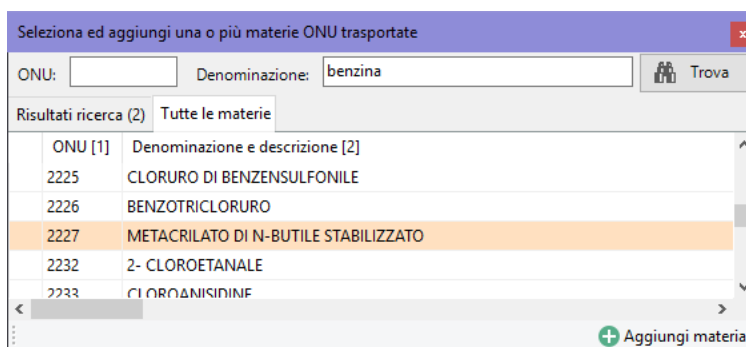 Seleziona ed aggiungi una o più materie ONU trasportate x
ONU: Denominazione: benzina Trova
Risultati ricerca (2) Tutte le materie
ONU [1] Denominazione e descrizione [2]
2225 CLORURO DI BENZENSULFONILE
2226 BENZOTRICLORURO
2227 METACRILATO DI N-BUTILE STABILIZZATO
2232 2- CLOROETANALE
2233 CLOROANISIDINE
Aggiungi materia